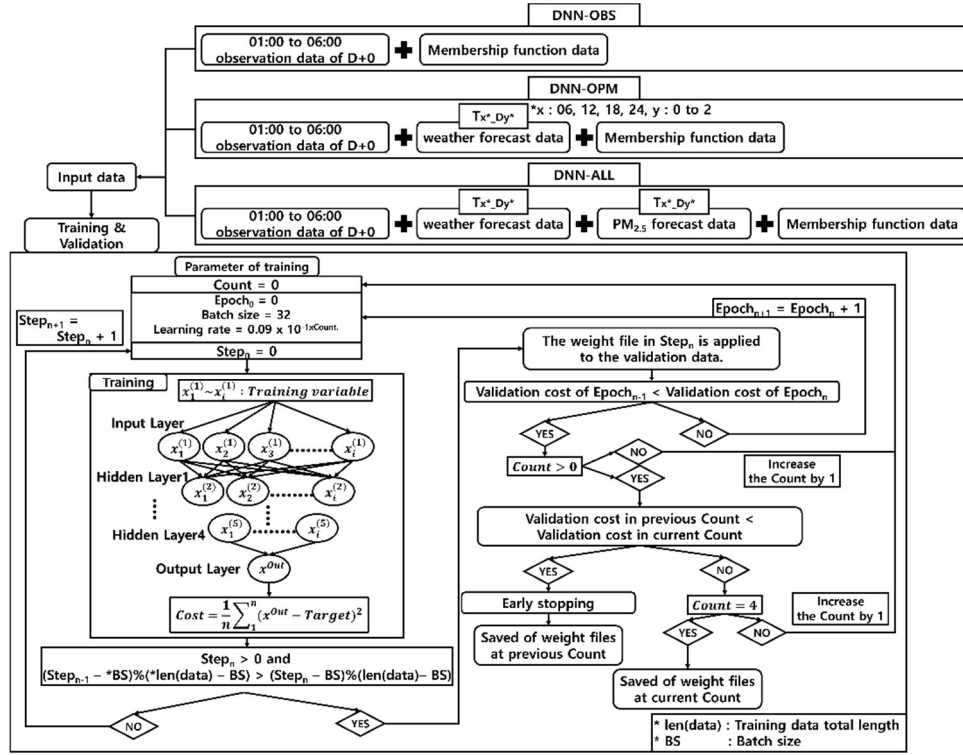 DNN-OBS
01:00 to 06:00
observation data of D+0
Membership function data
DNN-OPM
Tx*_Dy*
*x : 06, 12, 18, 24, y : 0 to 2
01:00 to 06:00
observation data of D+0
weather forecast data
Membership function data
DNN-ALL
Tx*_Dy*
Tx*_Dy*
01:00 to 06:00
observation data of D+0
weather forecast data
PM2.5 forecast data
Membership function data
Input data
Training &
Validation
Parameter of training
Count = 0
Epoch0 = 0
Batch size = 32
Learning rate = 0.09 x 10-1xCount.
Stepn = 0
Stepn+1 =
Stepn + 1
Training
x1(1)~xi(1) : Training variable
Input Layer
x1(1) x2(1) x3(1) xi(1)
Hidden Layer1
x1(2) x2(2) xi(2)
Hidden Layer4
x1(5) xi(5)
Output Layer
xOut
Cost = 1/n ∑1n (xOut − Target)2
Stepn > 0 and
(Stepn-1 − *BS)%(*len(data) − BS) > (Stepn − BS)%(len(data)− BS)
NO
YES
Epochn+1 = Epochn + 1
The weight file in Stepn is applied
to the validation data.
Validation cost of Epochn-1 < Validation cost of Epochn
YES
NO
Count > 0
NO
YES
Increase
the Count by 1
Validation cost in previous Count <
Validation cost in current Count
YES
NO
Early stopping
Saved of weight files
at previous Count
Count = 4
YES
NO
Increase
the Count by 1
Saved of weight files
at current Count
* len(data) : Training data total length
* BS : Batch size